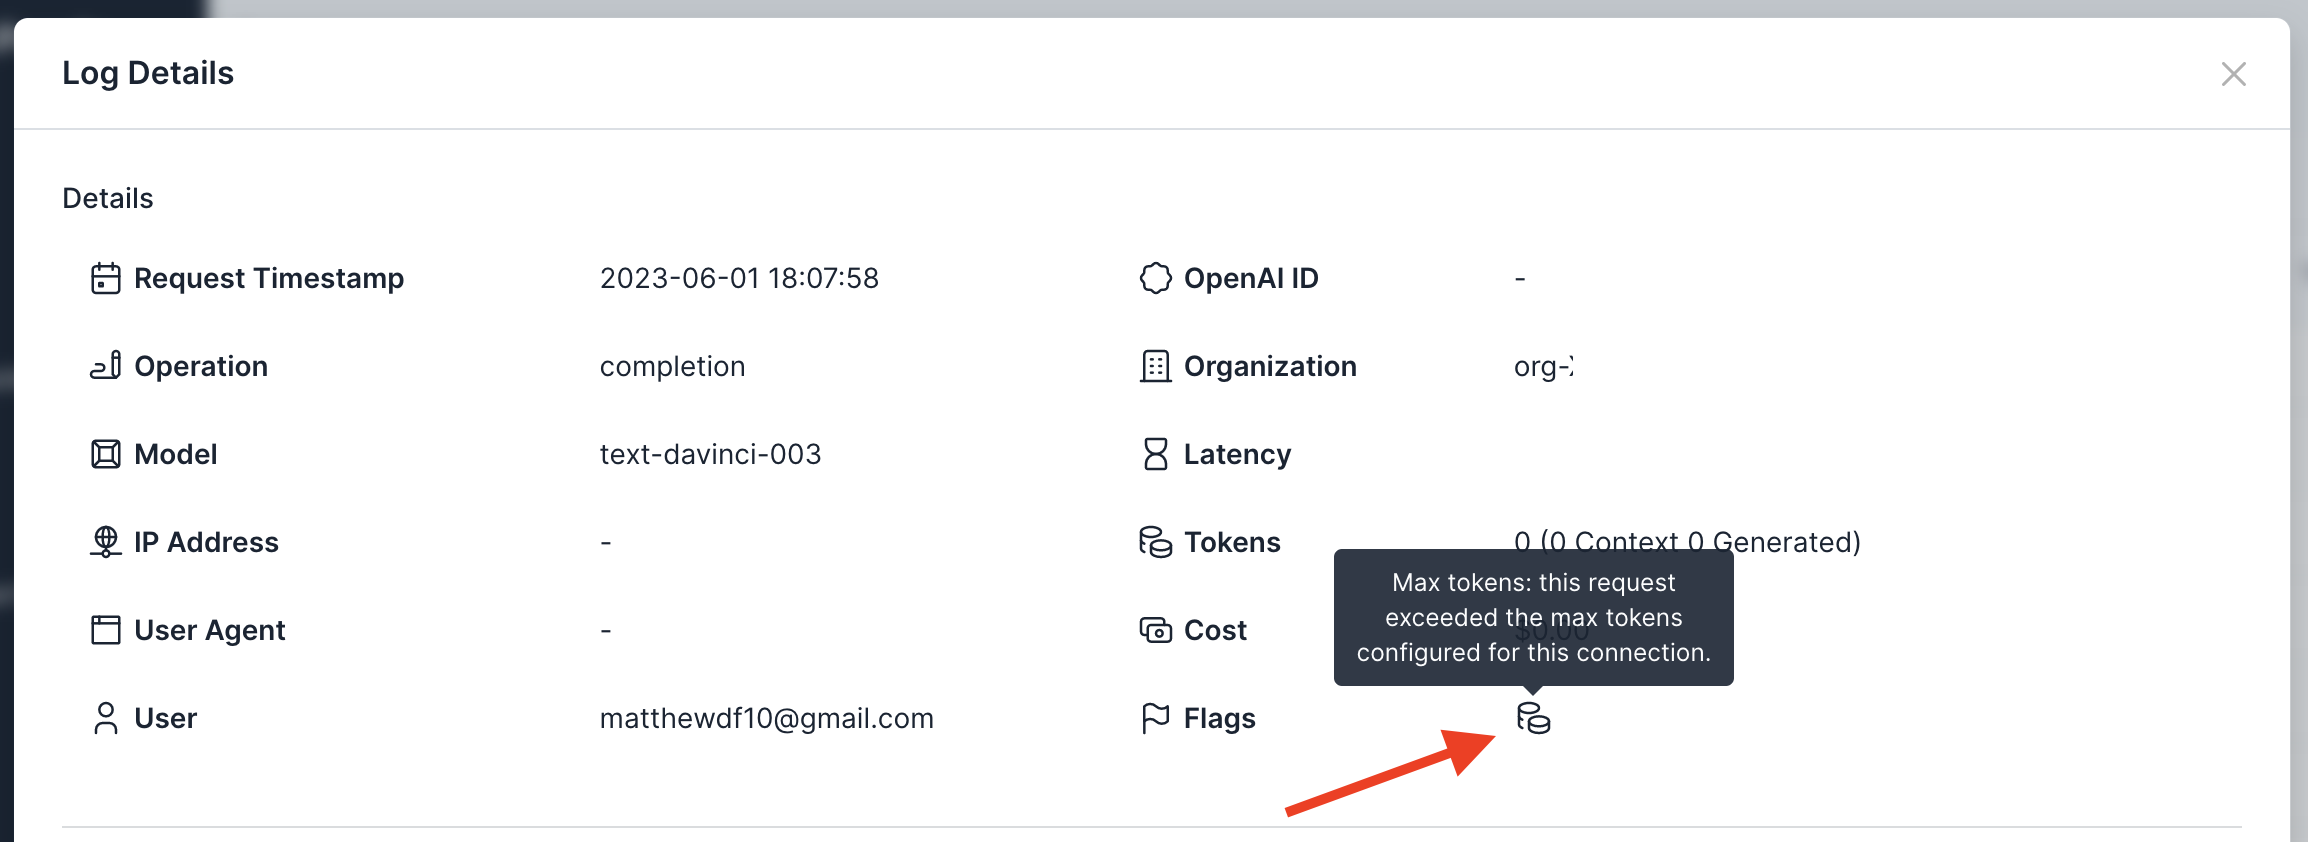 Log Details
Details
Request Timestamp 2023-06-01 18:07:58 OpenAI ID -
Operation completion Organization org-
Model text-davinci-003 Latency
IP Address - Tokens 0 (0 Context 0 Generated)
Max tokens: this request
exceeded the max tokens
configured for this connection.
User Agent - Cost $0.00
User matthewdf10@gmail.com Flags